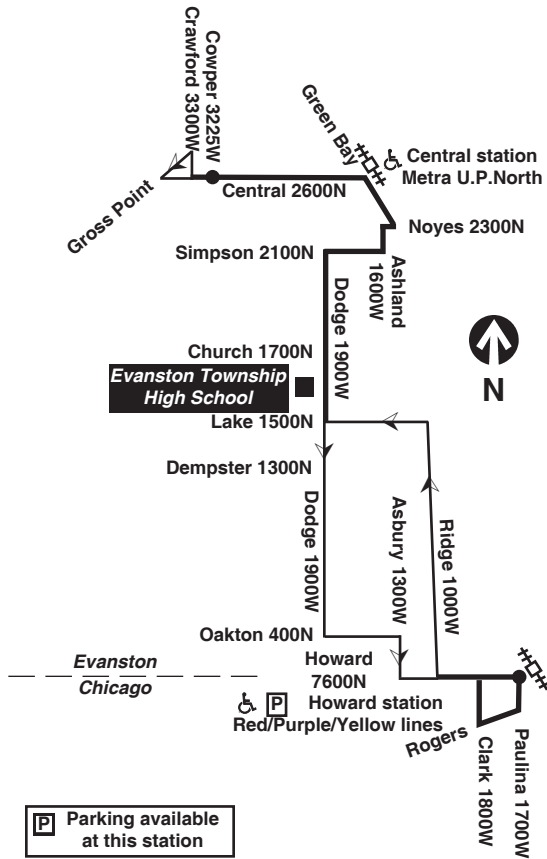 Cowper 3225W
Crawford 3300W
Green Bay
Central station
Metra U.P.North
Central 2600N
Gross Point
Noyes 2300N
Simpson 2100N
Ashland
1600W
Dodge 1900W
Church 1700N
Evanston Township
High School
N
Lake 1500N
Dempster 1300N
Dodge 1900W
Asbury 1300W
Ridge 1000W
Oakton 400N
Evanston
Chicago
Howard
7600N
P Howard station
Red/Purple/Yellow lines
Rogers
Clark 1800W
Paulina 1700W
P Parking available
at this station